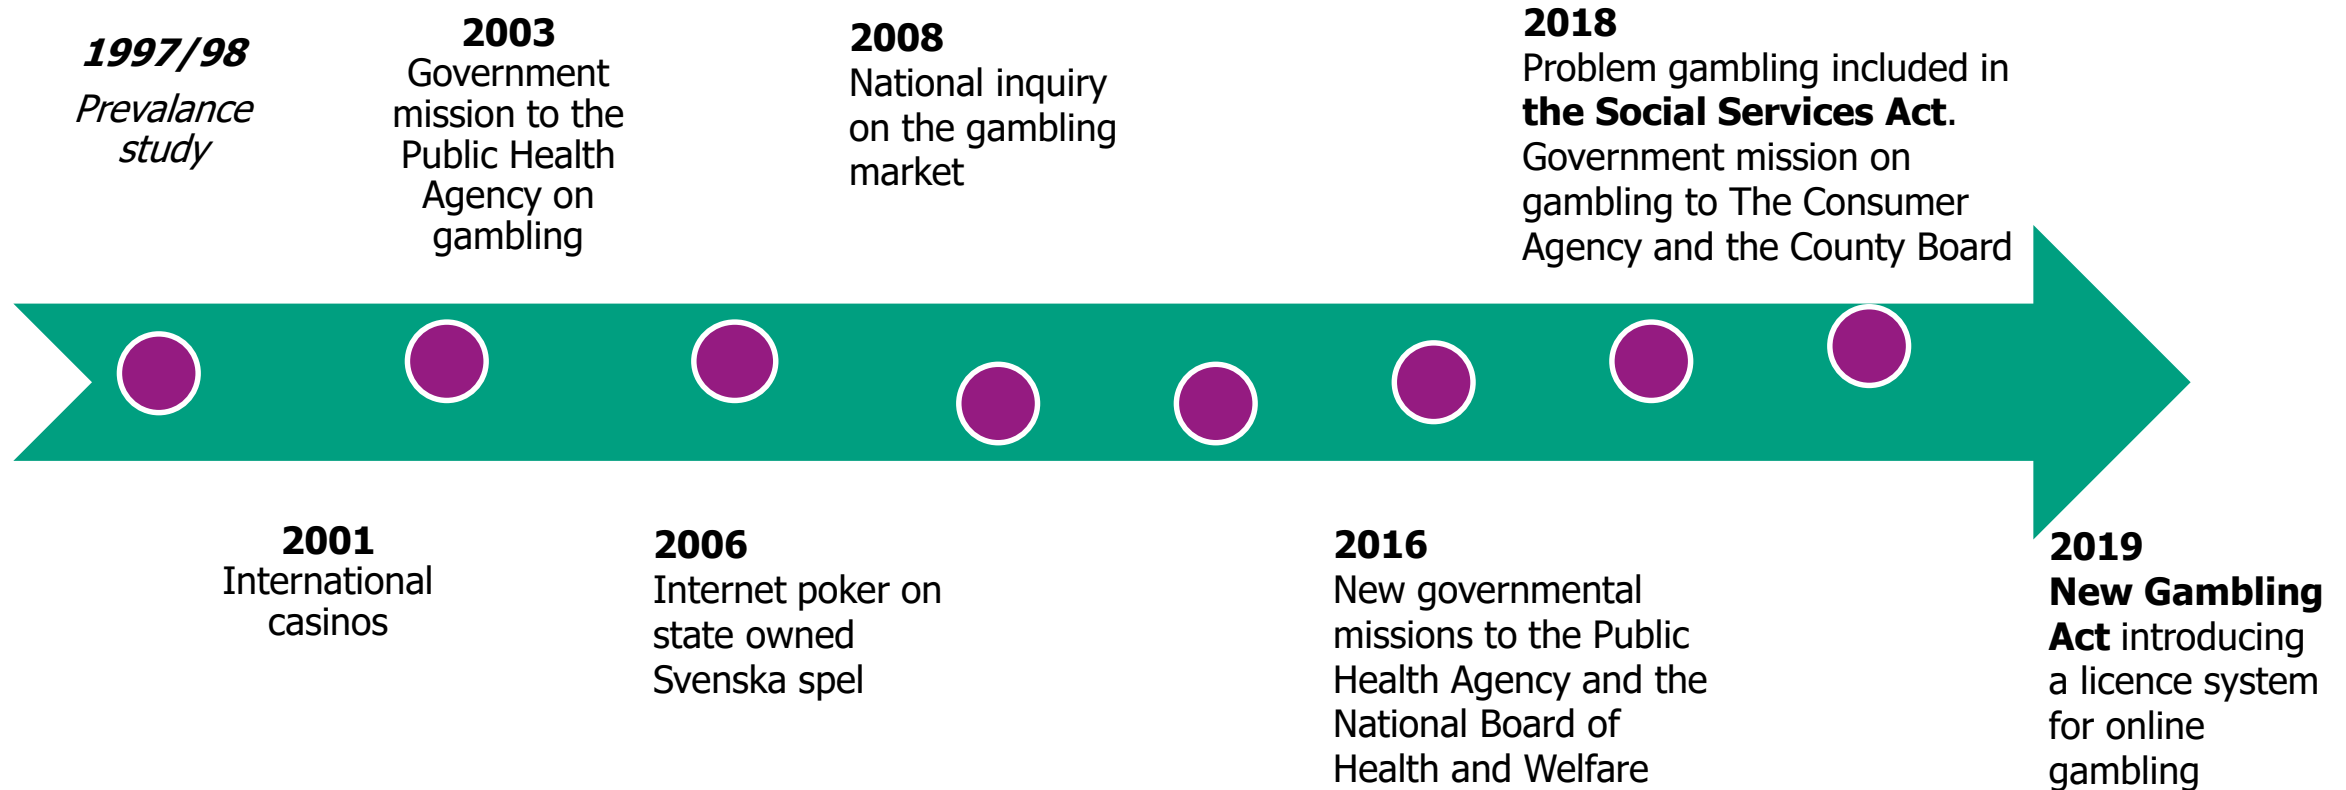 1997/98
Prevalance
study
2003
Government
mission to the
Public Health
Agency on
gambling
2008
National inquiry
on the gambling
market
2018
Problem gambling included in
the Social Services Act.
Government mission on
gambling to The Consumer
Agency and the County Board
2001
International
casinos
2006
Internet poker on
state owned
Svenska spel
2016
New governmental
missions to the Public
Health Agency and the
National Board of
Health and Welfare
2019
New Gambling
Act introducing
a licence system
for online
gambling